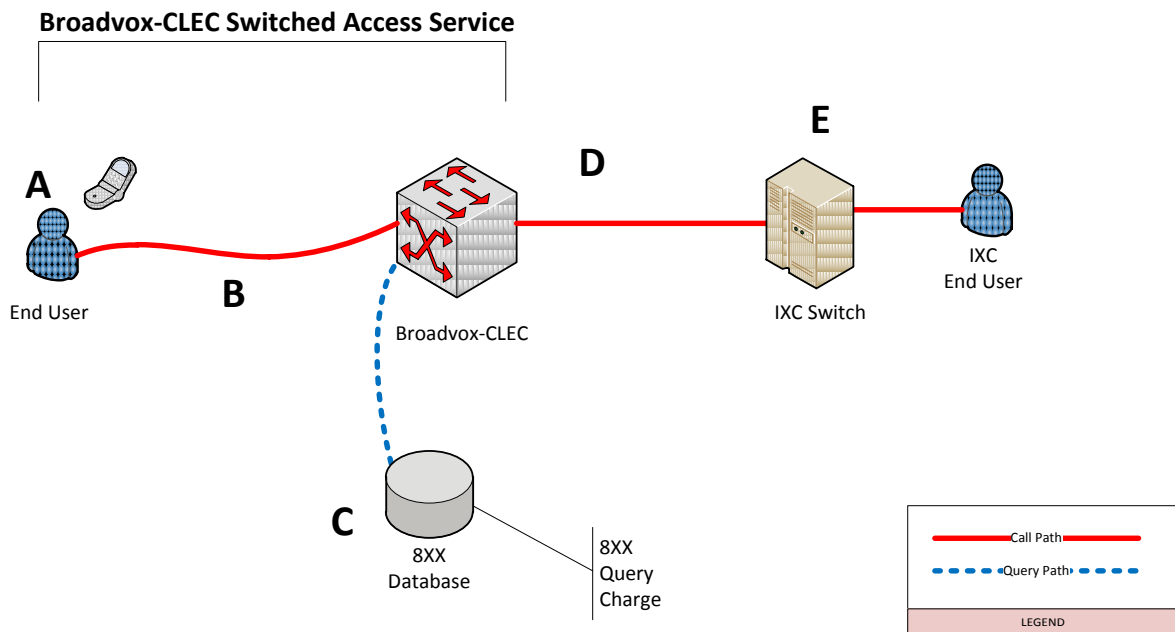 Broadvox-CLEC Switched Access Service
A
B
C
D
E
End User
Broadvox-CLEC
IXC Switch
IXC
End User
8XX
Database
8XX
Query
Charge
Call Path
Query Path
LEGEND